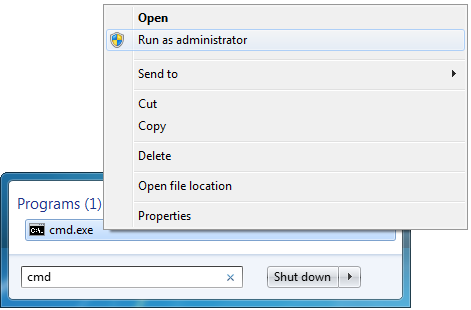 Open
Run as administrator
Send to
Cut
Copy
Delete
Open file location
Properties
Programs (1)
C:\.
cmd.exe
cmd
Shut down